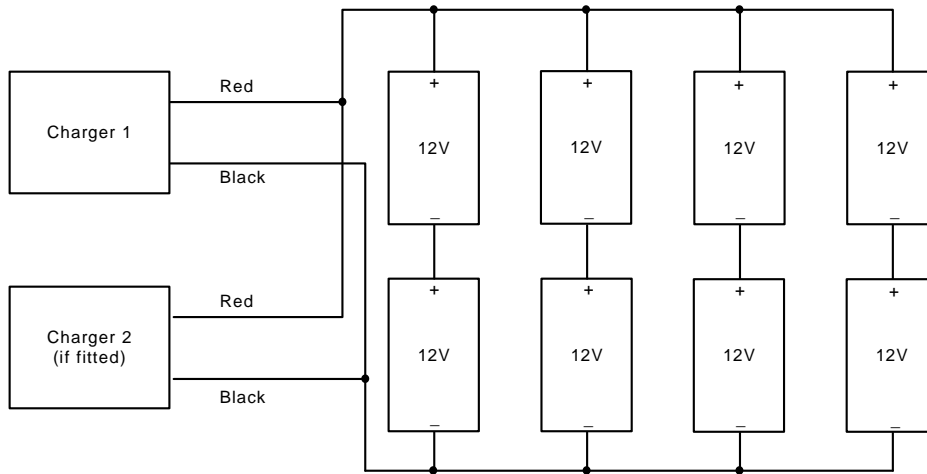 Charger 1
Red
Black
Charger 2
(if fitted)
Red
Black
+
12V
_
+
12V
_
+
12V
_
+
12V
_
+
12V
_
+
12V
_
+
12V
_
+
12V
_